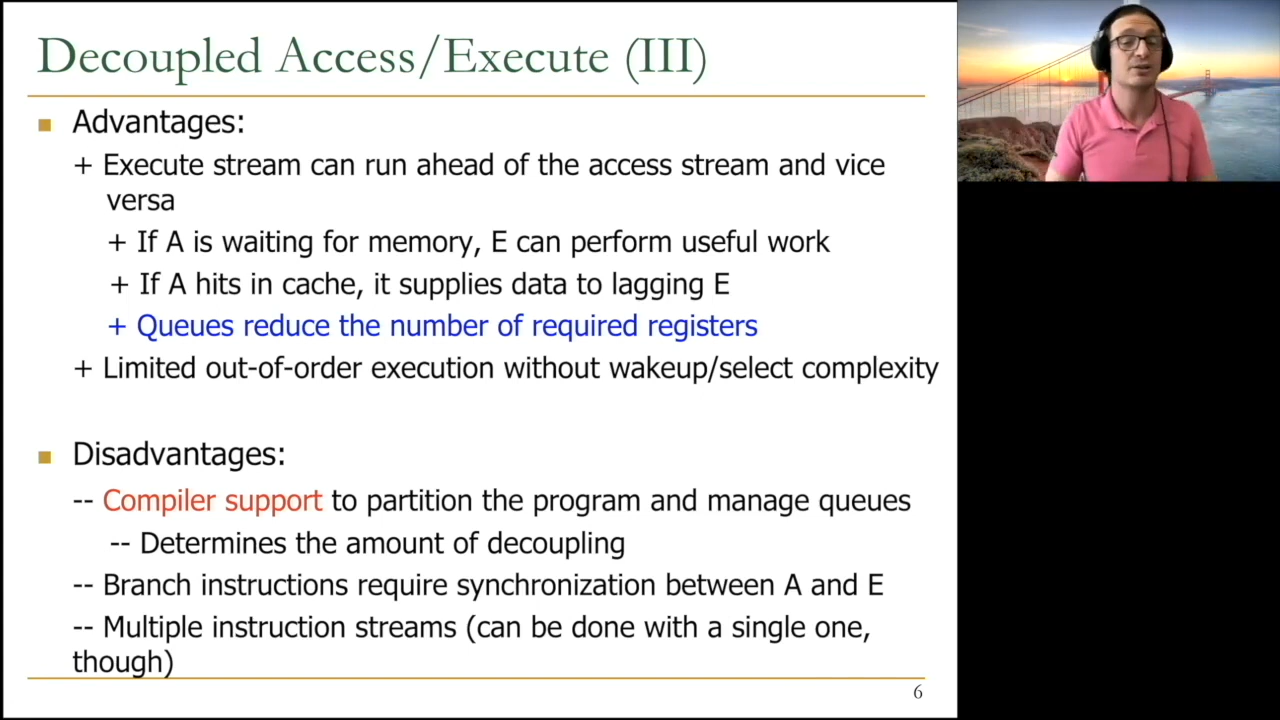 Decoupled Access/Execute (III)
Advantages:
+ Execute stream can run ahead of the access stream and vice
versa
+ If A is waiting for memory, E can perform useful work
+ If A hits in cache, it supplies data to lagging E
+ Queues reduce the number of required registers
+ Limited out-of-order execution without wakeup/select complexity
Disadvantages:
-- Compiler support to partition the program and manage queues
-- Determines the amount of decoupling
-- Branch instructions require synchronization between A and E
-- Multiple instruction streams (can be done with a single one,
though)
6